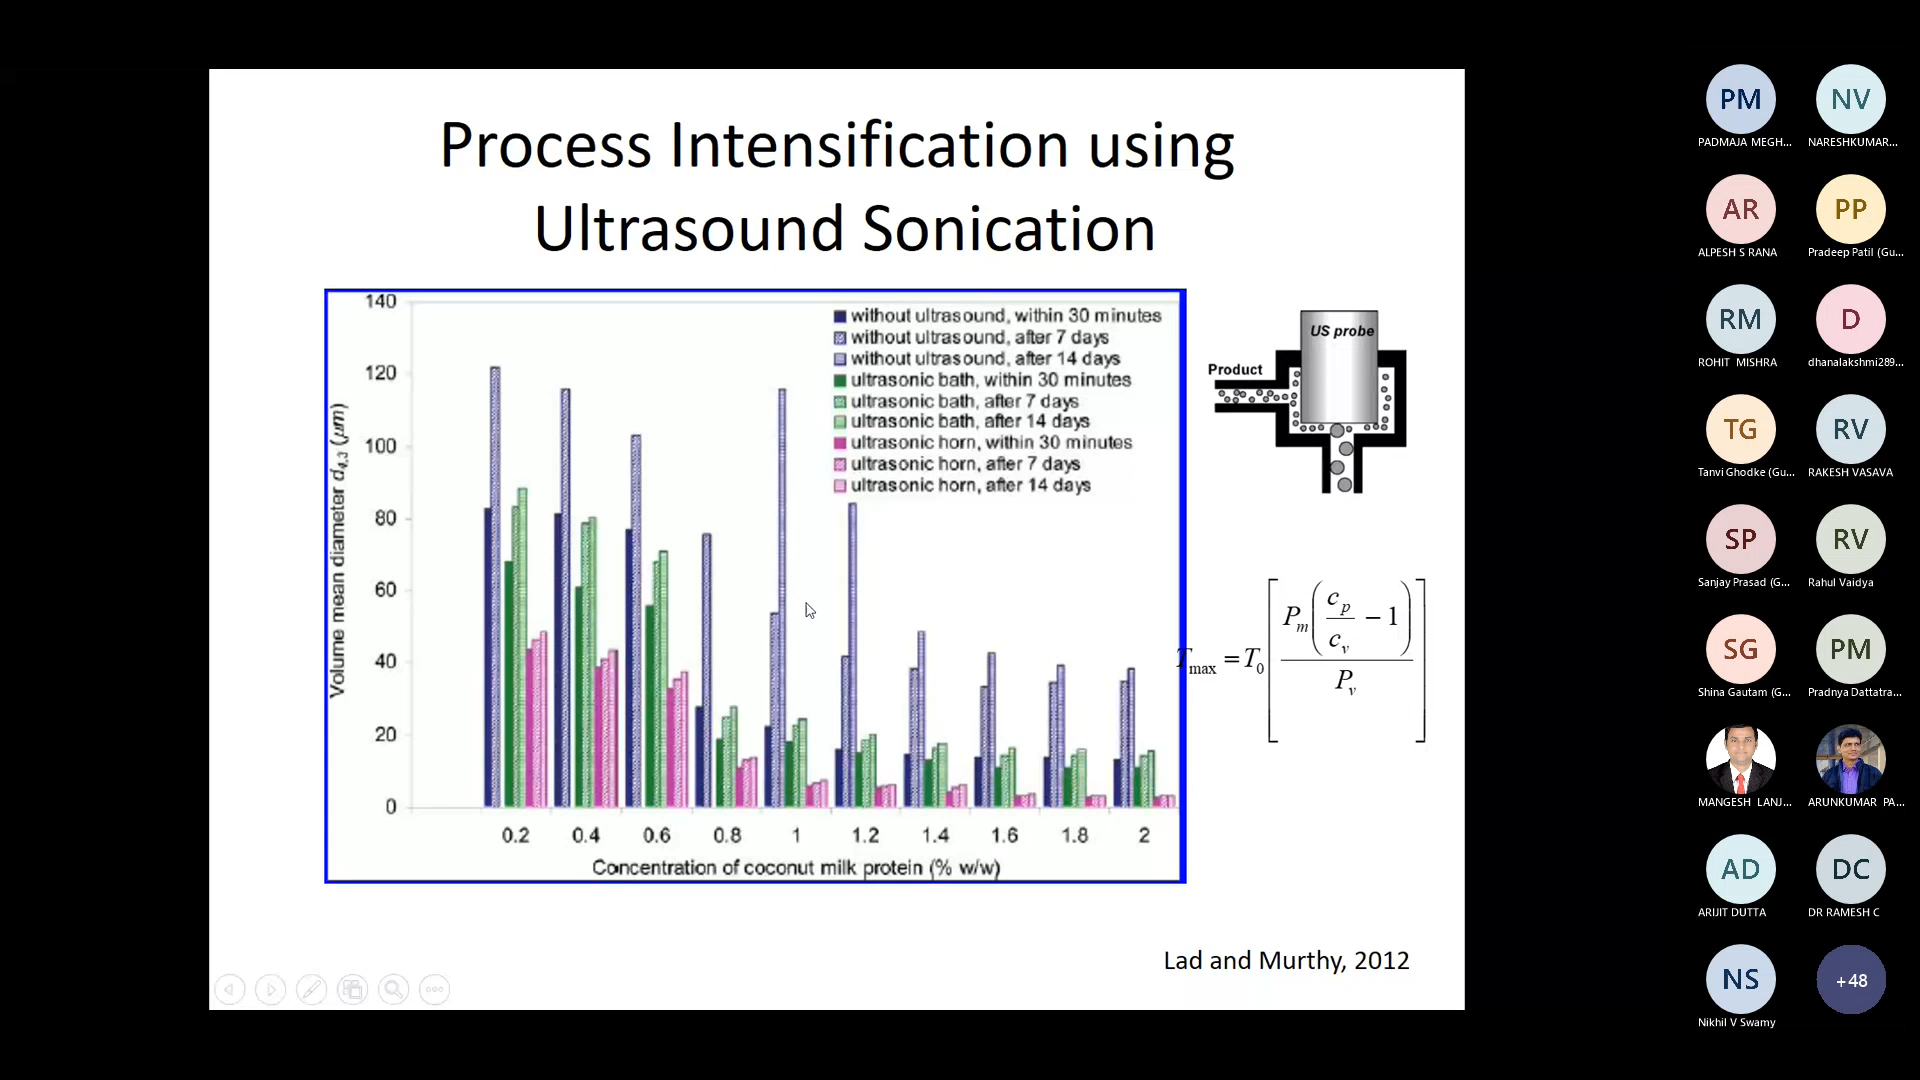 Process Intensification using
Ultrasound Sonication
140
120
100
80
60
40
20
0
Volume mean diameter d4,3 (μm)
without ultrasound, within 30 minutes
without ultrasound, after 7 days
without ultrasound, after 14 days
ultrasonic bath, within 30 minutes
ultrasonic bath, after 7 days
ultrasonic bath, after 14 days
ultrasonic horn, within 30 minutes
ultrasonic horn, after 7 days
ultrasonic horn, after 14 days
0.2 0.4 0.6 0.8 1 1.2 1.4 1.6 1.8 2
Concentration of coconut milk protein (% w/w)
US probe
Product
T_max = T_0 [ P_m ( c_p / c_v − 1 ) / P_v ]
Lad and Murthy, 2012
PM NV
PADMAJA MEGH... NARESHKUMAR...
AR PP
ALPESH S RANA Pradeep Patil (Gu...
RM D
ROHIT MISHRA dhanalakshmi289...
TG RV
Tanvi Ghodke (Gu... RAKESH VASAVA
SP RV
Sanjay Prasad (G... Rahul Vaidya
SG PM
Shina Gautam (G... Pradnya Dattatra...
MANGESH LANJ... ARUNKUMAR PA...
AD DC
ARIJIT DUTTA DR RAMESH C
NS +48
Nikhil V Swamy